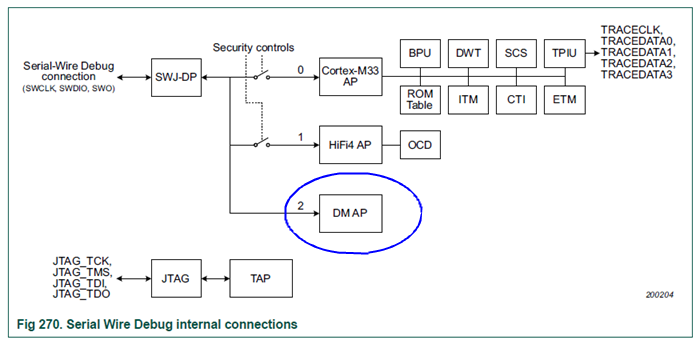 Serial-Wire Debug
connection
(SWCLK, SWDIO, SWO)
SWJ-DP
Security controls
0
Cortex-M33
AP
BPU
DWT
SCS
TPIU
ROM
Table
ITM
CTI
ETM
TRACECLK,
TRACEDATA0,
TRACEDATA1,
TRACEDATA2,
TRACEDATA3
1
HiFi4 AP
OCD
2
DM AP
JTAG_TCK,
JTAG_TMS,
JTAG_TDI,
JTAG_TDO
JTAG
TAP
200204
Fig 270. Serial Wire Debug internal connections